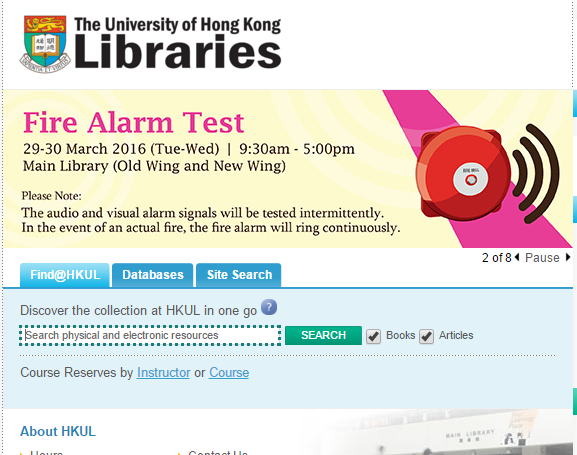 The University of Hong Kong
Libraries
Fire Alarm Test
29-30 March 2016 (Tue-Wed) | 9:30am - 5:00pm
Main Library (Old Wing and New Wing)
Please Note:
The audio and visual alarm signals will be tested intermittently.
In the event of an actual fire, the fire alarm will ring continuously.
FIRE BELL
2 of 8 Pause
Find@HKUL Databases Site Search
Discover the collection at HKUL in one go ?
Search physical and electronic resources SEARCH Books Articles
Course Reserves by Instructor or Course
About HKUL
MAIN LIBRARY
Hours Contact Us